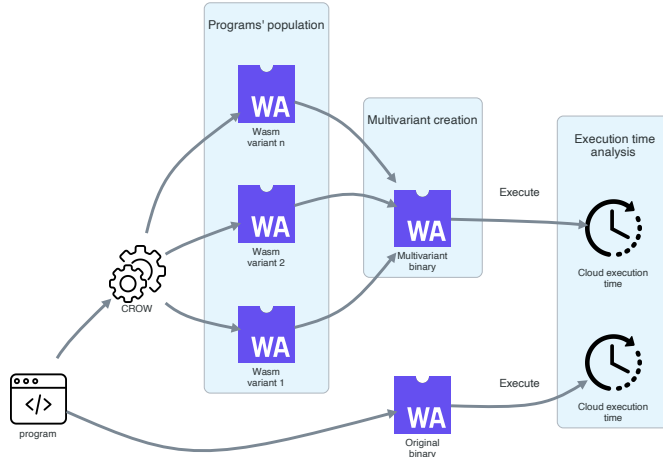 Programs' population
WA
Wasm
variant n
WA
Wasm
variant 2
WA
Wasm
variant 1
CROW
</>
program
Multivariant creation
WA
Multivariant
binary
WA
Original
binary
Execute
Execute
Execution time
analysis
Cloud execution
time
Cloud execution
time